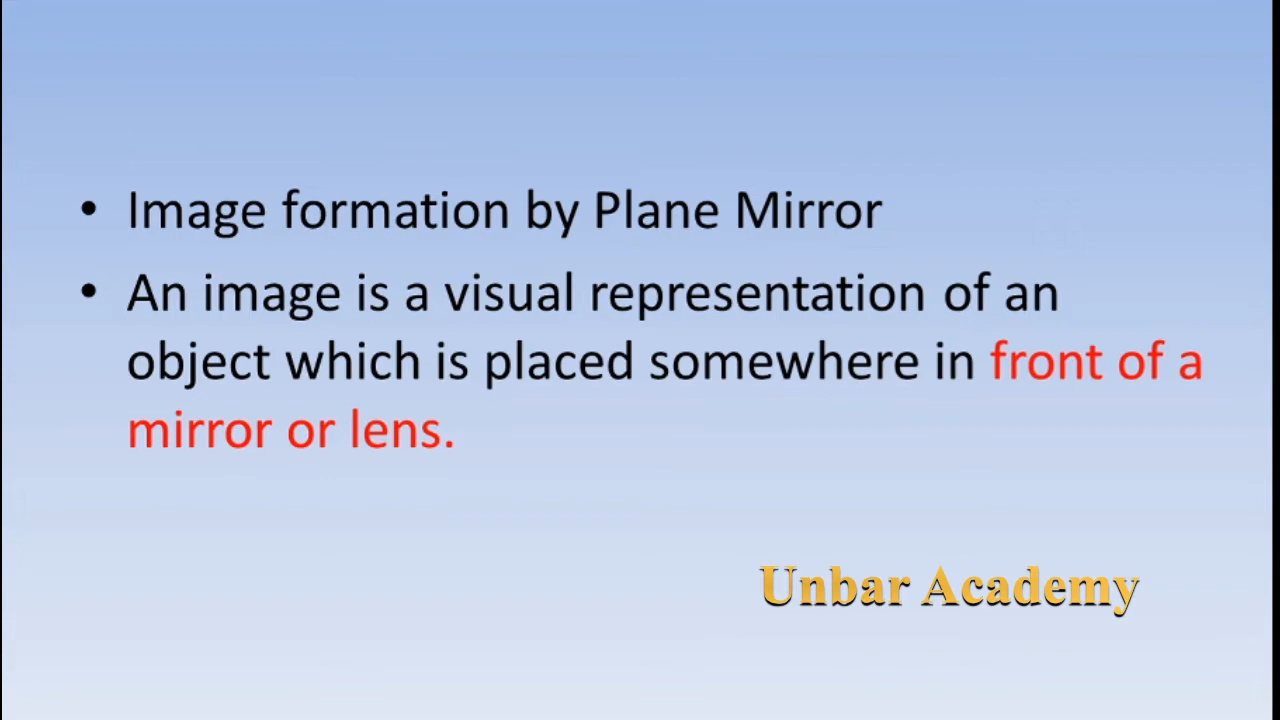 • Image formation by Plane Mirror
• An image is a visual representation of an
object which is placed somewhere in front of a
mirror or lens.
Unbar Academy